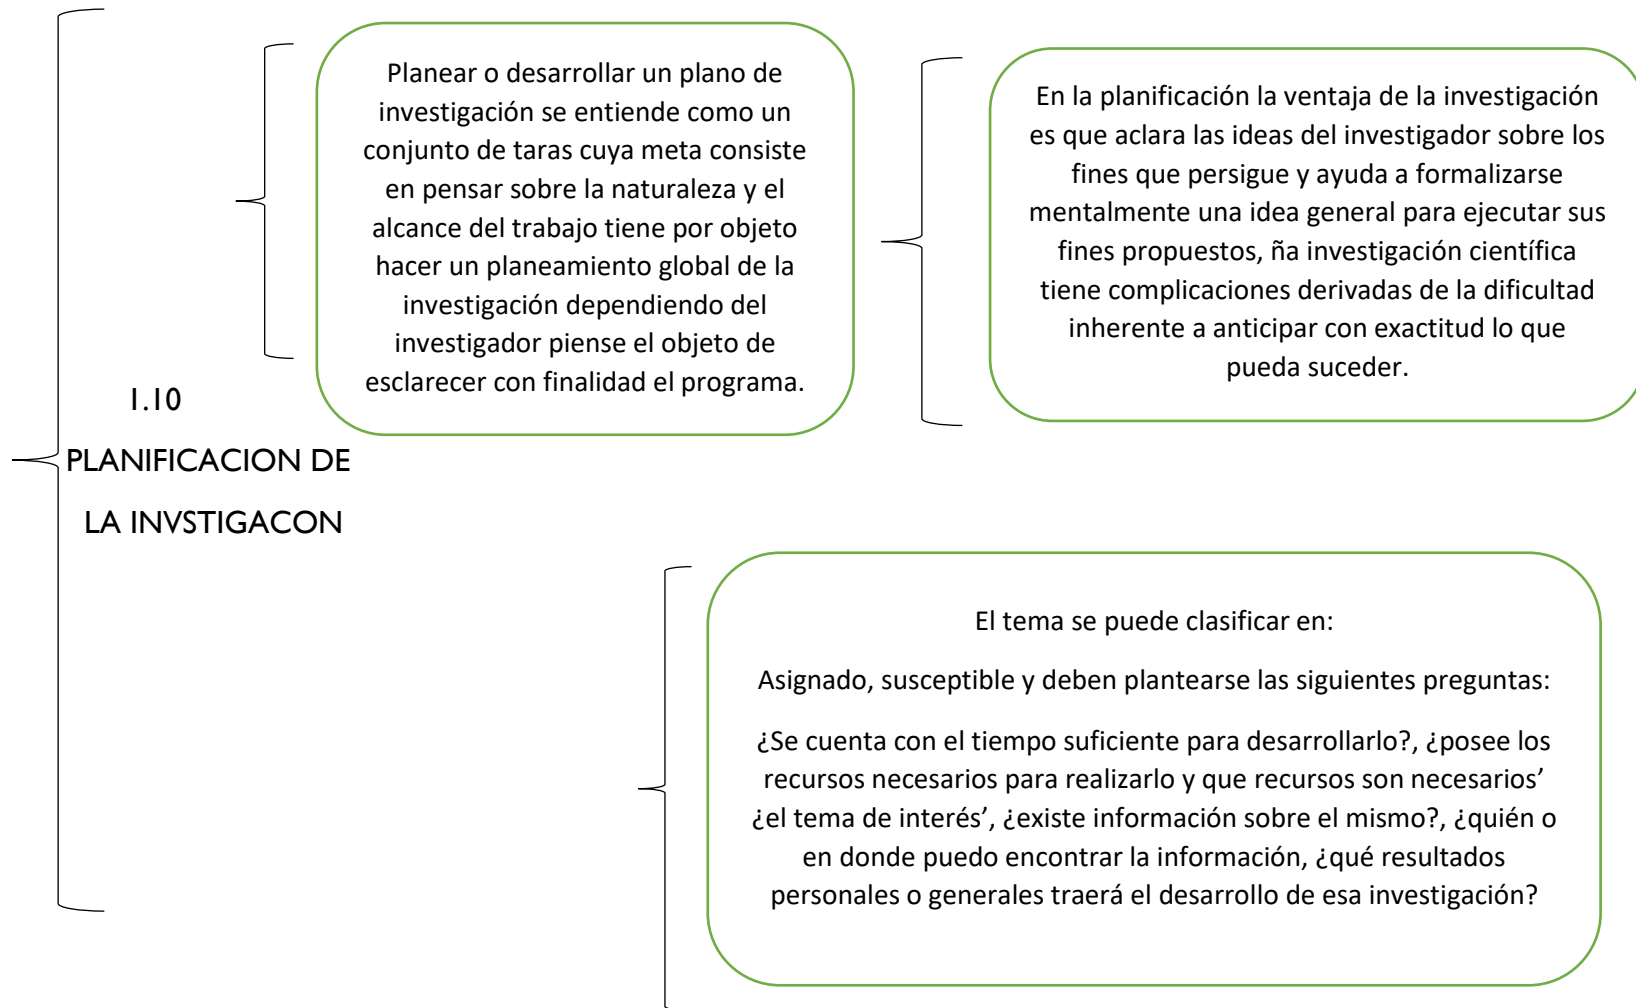 1.10
PLANIFICACION DE
LA INVSTIGACON
Planear o desarrollar un plano de
investigación se entiende como un
conjunto de taras cuya meta consiste
en pensar sobre la naturaleza y el
alcance del trabajo tiene por objeto
hacer un planeamiento global de la
investigación dependiendo del
investigador piense el objeto de
esclarecer con finalidad el programa.
En la planificación la ventaja de la investigación
es que aclara las ideas del investigador sobre los
fines que persigue y ayuda a formalizarse
mentalmente una idea general para ejecutar sus
fines propuestos, ña investigación científica
tiene complicaciones derivadas de la dificultad
inherente a anticipar con exactitud lo que
pueda suceder.
El tema se puede clasificar en:
Asignado, susceptible y deben plantearse las siguientes preguntas:
¿Se cuenta con el tiempo suficiente para desarrollarlo?, ¿posee los
recursos necesarios para realizarlo y que recursos son necesarios’
¿el tema de interés’, ¿existe información sobre el mismo?, ¿quién o
en donde puedo encontrar la información, ¿qué resultados
personales o generales traerá el desarrollo de esa investigación?